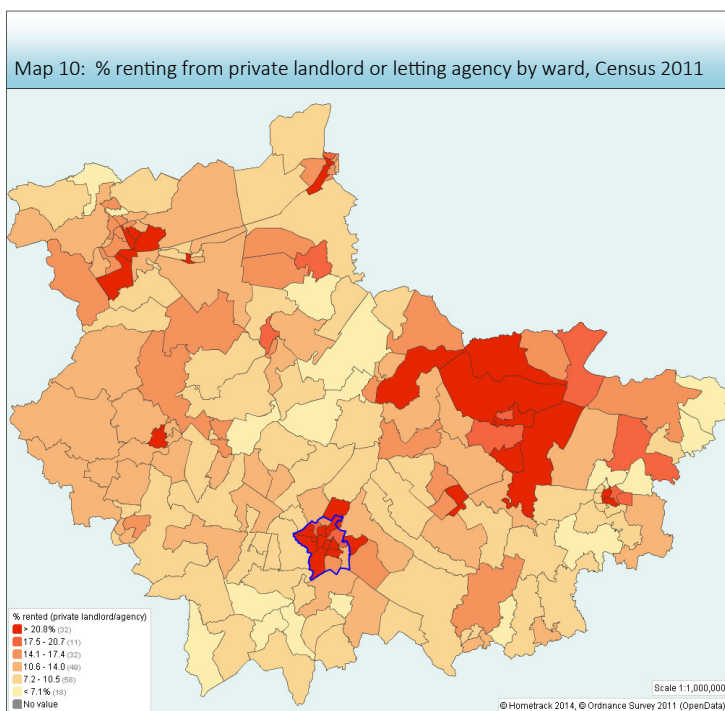 Map 10: % renting from private landlord or letting agency by ward, Census 2011
% rented (private landlord/agency)
> 20.8% (32)
17.5 - 20.7 (11)
14.1 - 17.4 (32)
10.6 - 14.0 (49)
7.2 - 10.5 (58)
< 7.1% (18)
No value
Scale 1:1,000,000
© Hometrack 2014, © Ordnance Survey 2011 (OpenData)